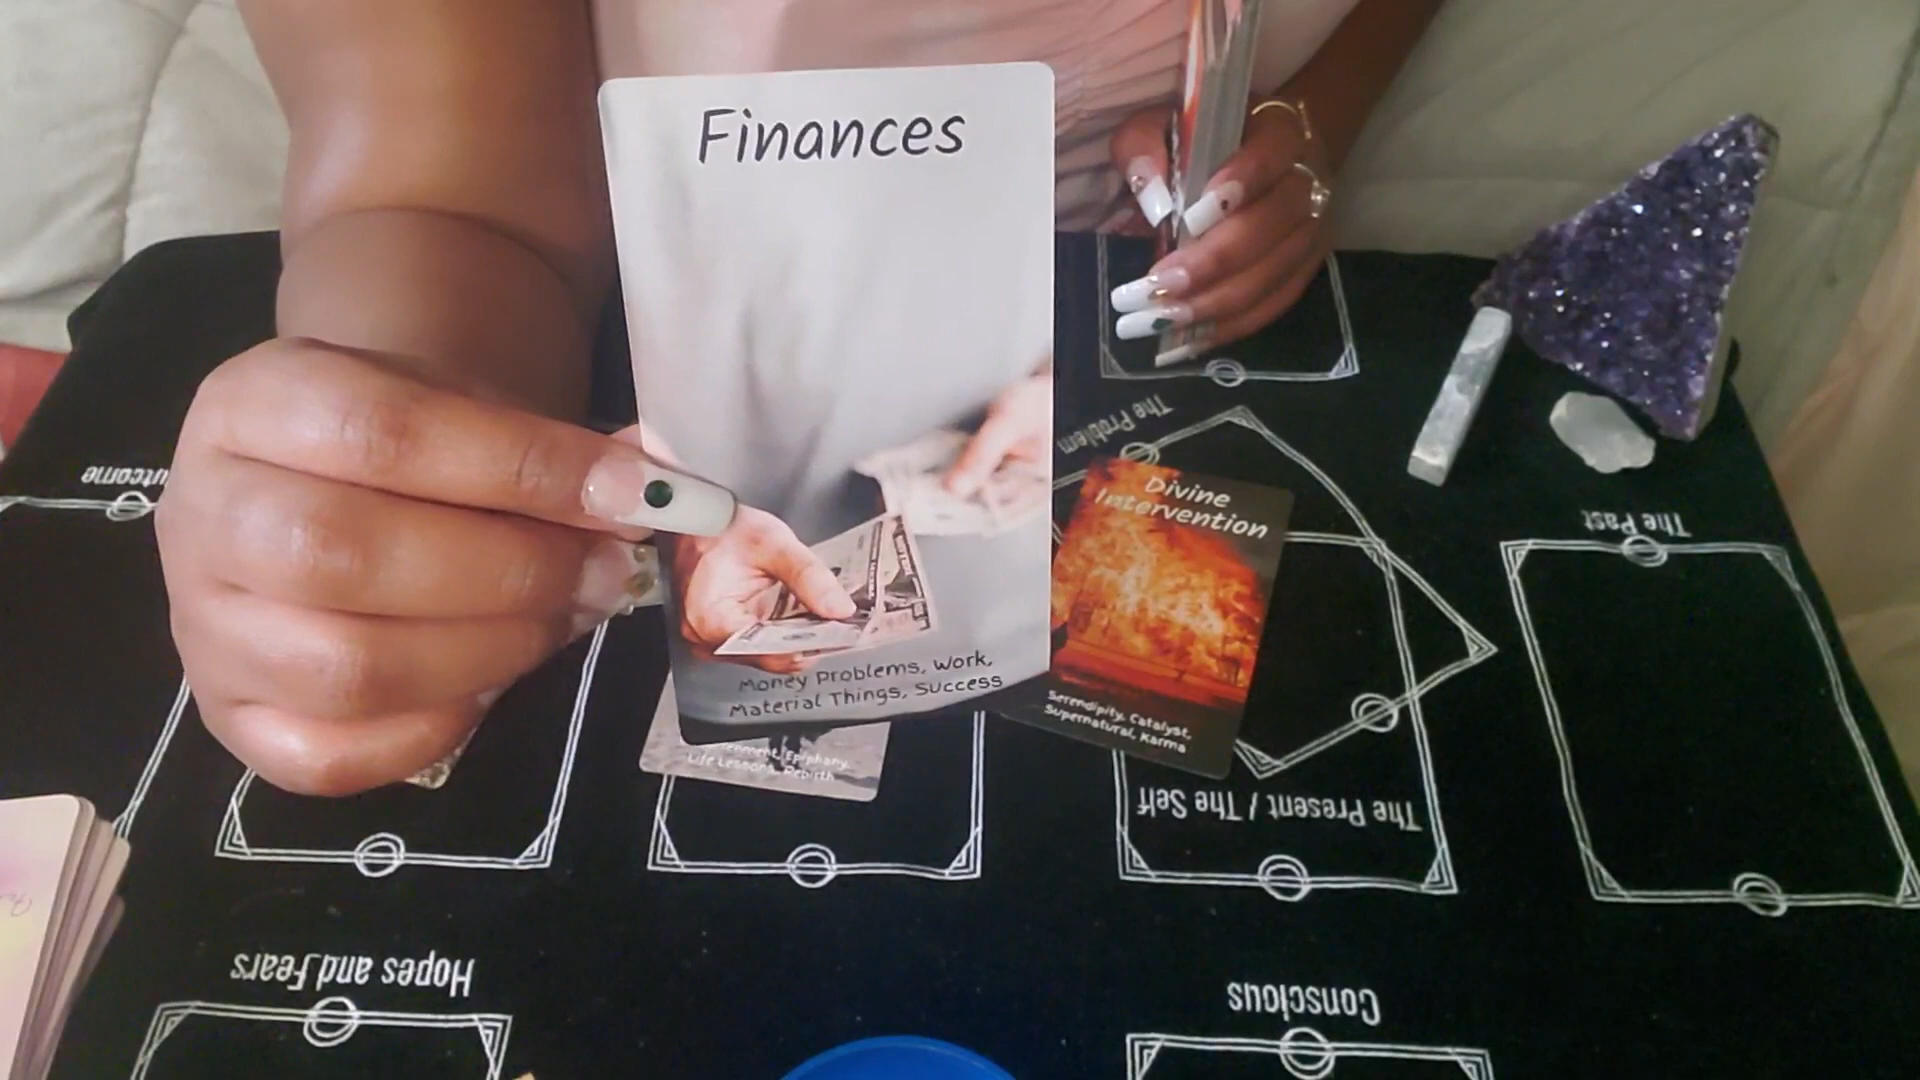 Finances
Money Problems, Work,
Material Things, Success
The Problem
Divine
Intervention
Serendipity, Catalyst,
Supernatural, Karma
Epiphany,
Life Lessons, Rebirth
The Past
The Present / The Self
Hopes and Fears
Conscious